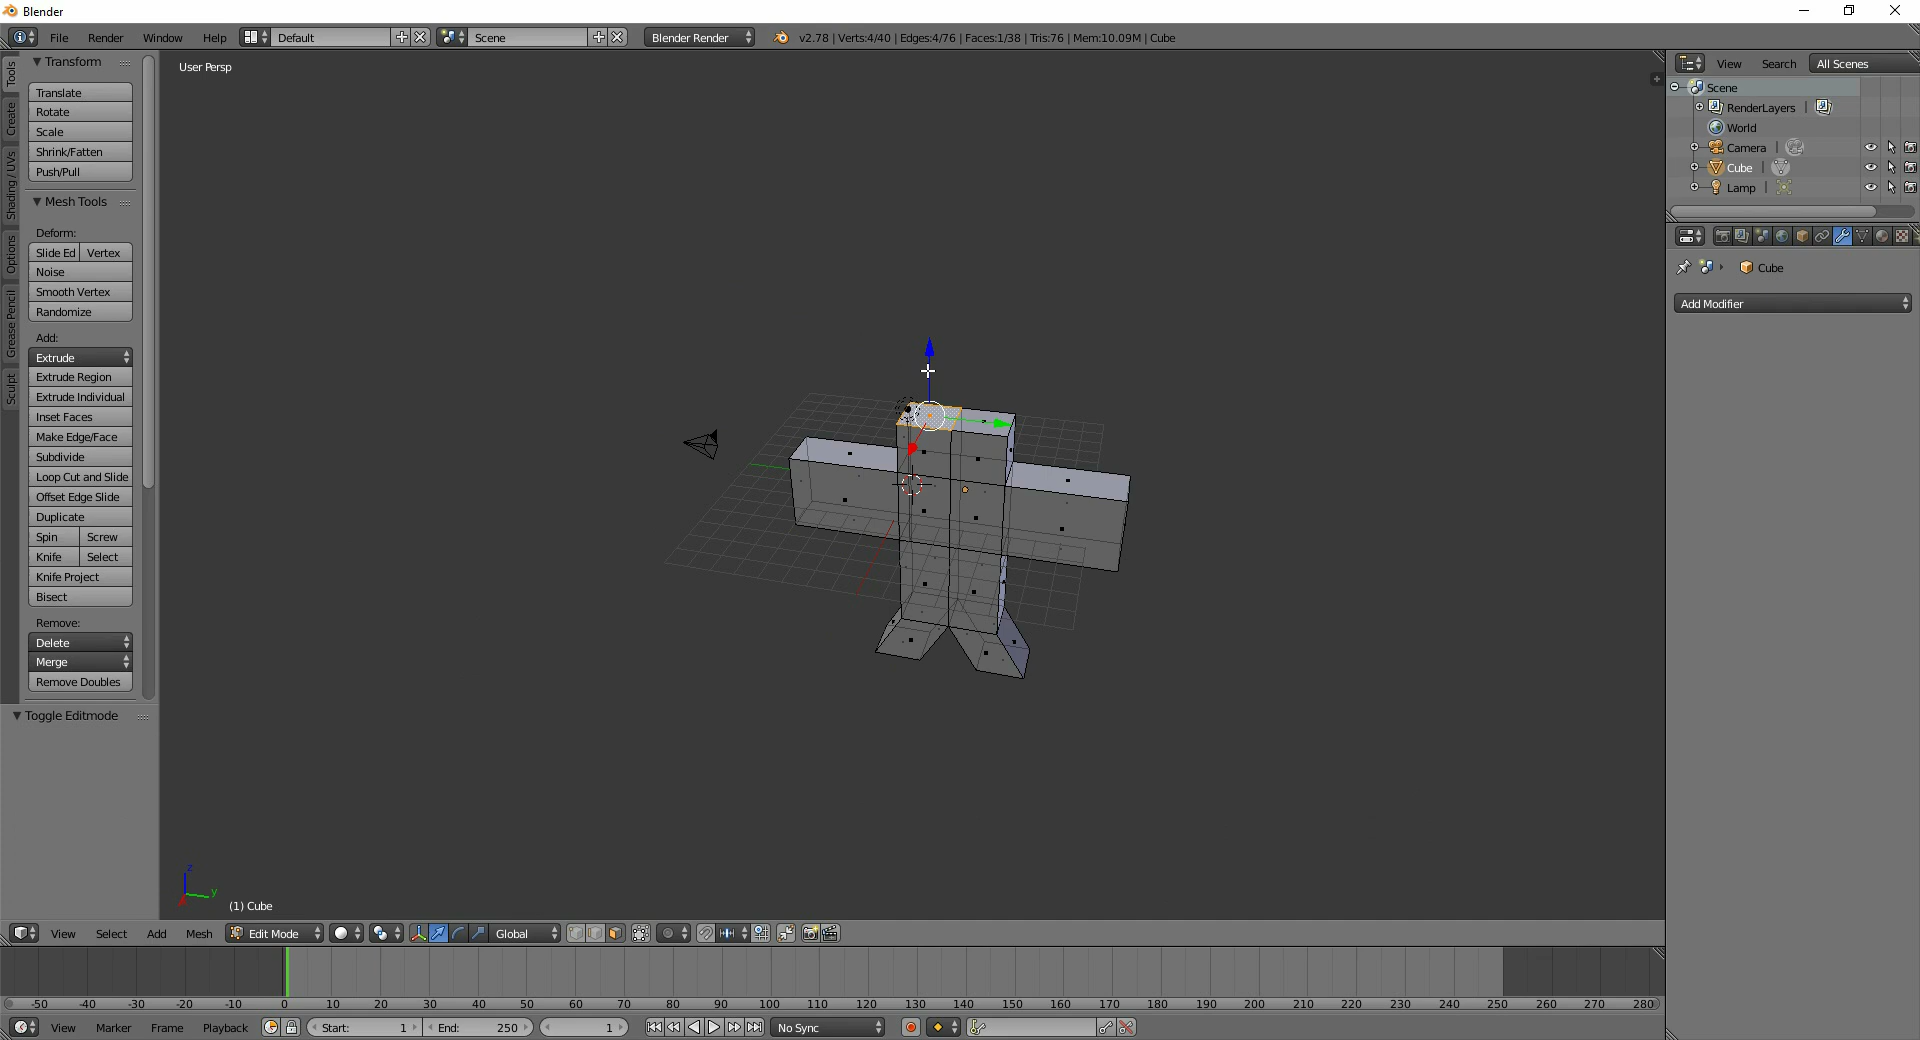 Blender
File Render Window Help Default Scene Blender Render v2.78 | Verts:4/40 | Edges:4/76 | Faces:1/38 | Tris:76 | Mem:10.09M | Cube
Tools
Create
Shading / UVs
Options
Grease Pencil
Sculpt
Transform
Translate
Rotate
Scale
Shrink/Fatten
Push/Pull
Mesh Tools
Deform:
Slide Ed Vertex
Noise
Smooth Vertex
Randomize
Add:
Extrude
Extrude Region
Extrude Individual
Inset Faces
Make Edge/Face
Subdivide
Loop Cut and Slide
Offset Edge Slide
Duplicate
Spin Screw
Knife Select
Knife Project
Bisect
Remove:
Delete
Merge
Remove Doubles
Toggle Editmode
User Persp
z
y
(1) Cube
View Search All Scenes
Scene
RenderLayers |
World
Camera |
Cube |
Lamp |
Cube
Add Modifier
View Select Add Mesh Edit Mode Global
-50 -40 -30 -20 -10 0 10 20 30 40 50 60 70 80 90 100 110 120 130 140 150 160 170 180 190 200 210 220 230 240 250 260 270 280
View Marker Frame Playback Start: 1 End: 250 1 No Sync